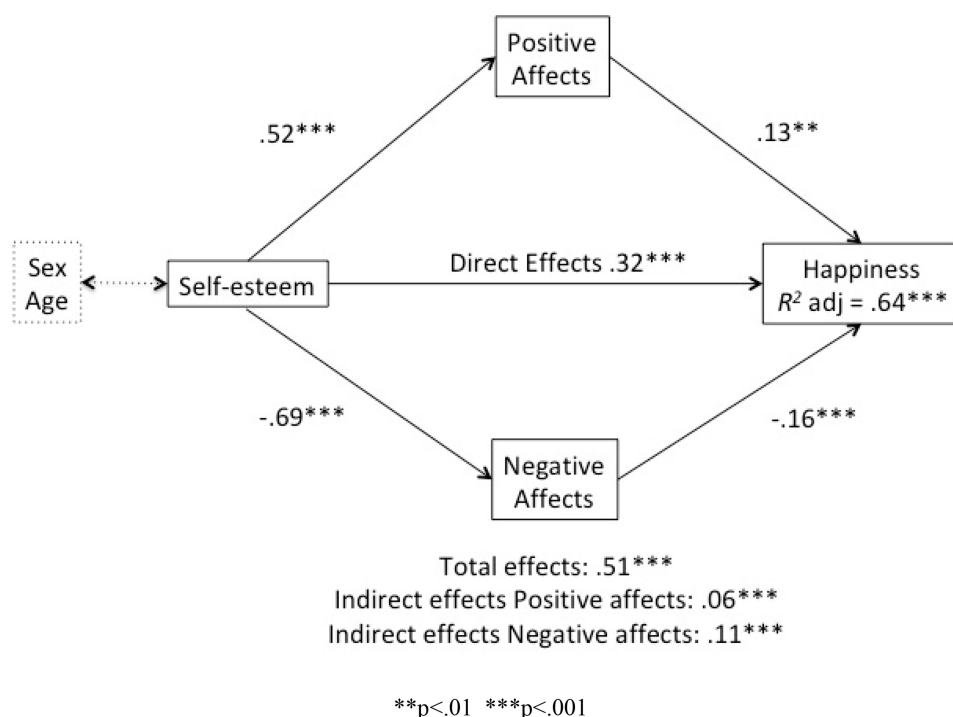 Positive
Affects
.52***
.13**
Sex
Age
Self-esteem
Direct Effects .32***
Happiness
R² adj = .64***
-.69***
-.16***
Negative
Affects
Total effects: .51***
Indirect effects Positive affects: .06***
Indirect effects Negative affects: .11***
**p<.01 ***p<.001